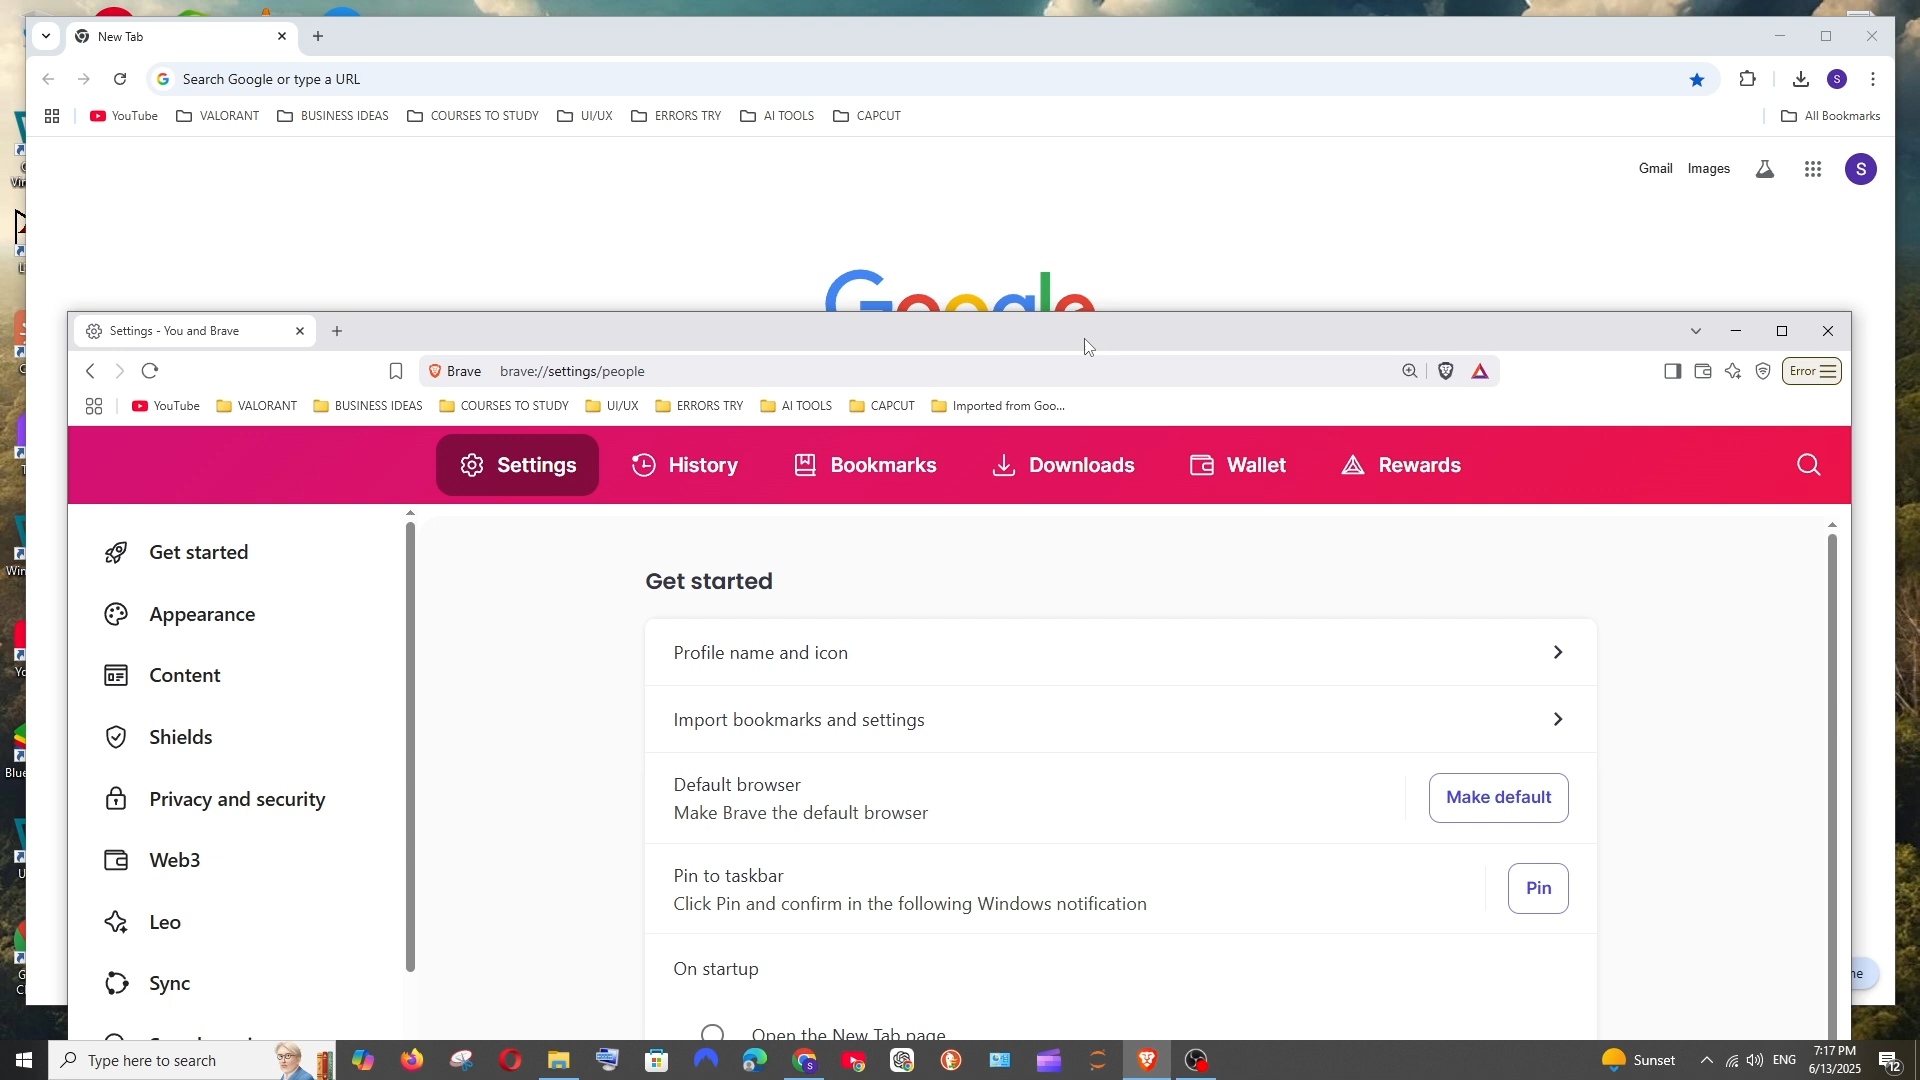 New Tab
Search Google or type a URL
S
YouTube
VALORANT
BUSINESS IDEAS
COURSES TO STUDY
UI/UX
ERRORS TRY
AI TOOLS
CAPCUT
All Bookmarks
Gmail
Images
S
Google
Settings - You and Brave
Brave
brave://settings/people
Error
YouTube
VALORANT
BUSINESS IDEAS
COURSES TO STUDY
UI/UX
ERRORS TRY
AI TOOLS
CAPCUT
Imported from Goo...
Settings
History
Bookmarks
Downloads
Wallet
Rewards
Get started
Appearance
Content
Shields
Privacy and security
Web3
Leo
Sync
Get started
Profile name and icon
Import bookmarks and settings
Default browser
Make Brave the default browser
Make default
Pin to taskbar
Click Pin and confirm in the following Windows notification
Pin
On startup
Open the New Tab page
Type here to search
Sunset
ENG
7:17 PM
6/13/2025
12